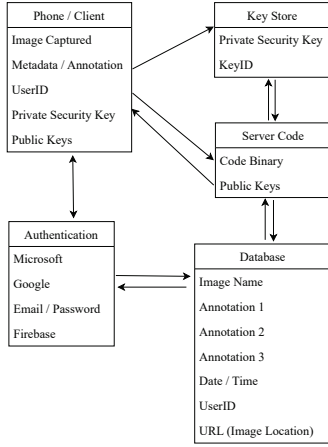 Phone / Client
Image Captured
Metadata / Annotation
UserID
Private Security Key
Public Keys
Key Store
Private Security Key
KeyID
Server Code
Code Binary
Public Keys
Authentication
Microsoft
Google
Email / Password
Firebase
Database
Image Name
Annotation 1
Annotation 2
Annotation 3
Date / Time
UserID
URL (Image Location)